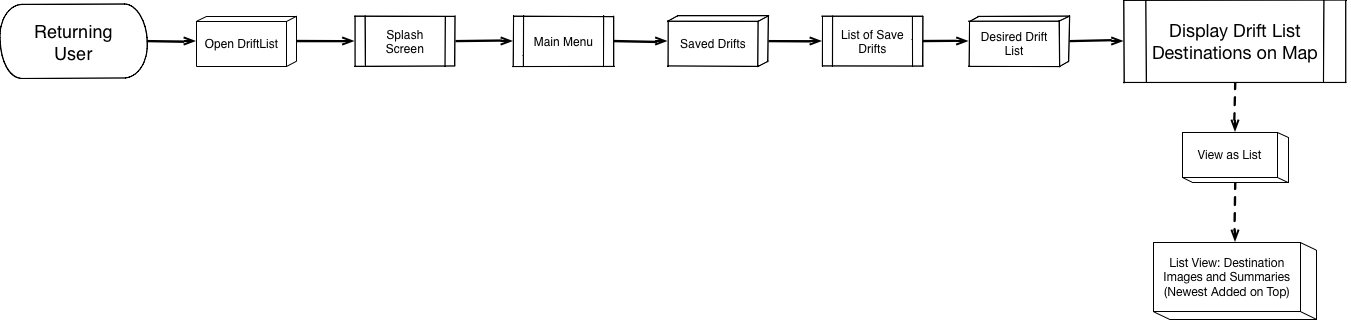 Returning
User
Open DriftList
Splash
Screen
Main Menu
Saved Drifts
List of Save
Drifts
Desired Drift
List
Display Drift List
Destinations on Map
View as List
List View: Destination
Images and Summaries
(Newest Added on Top)